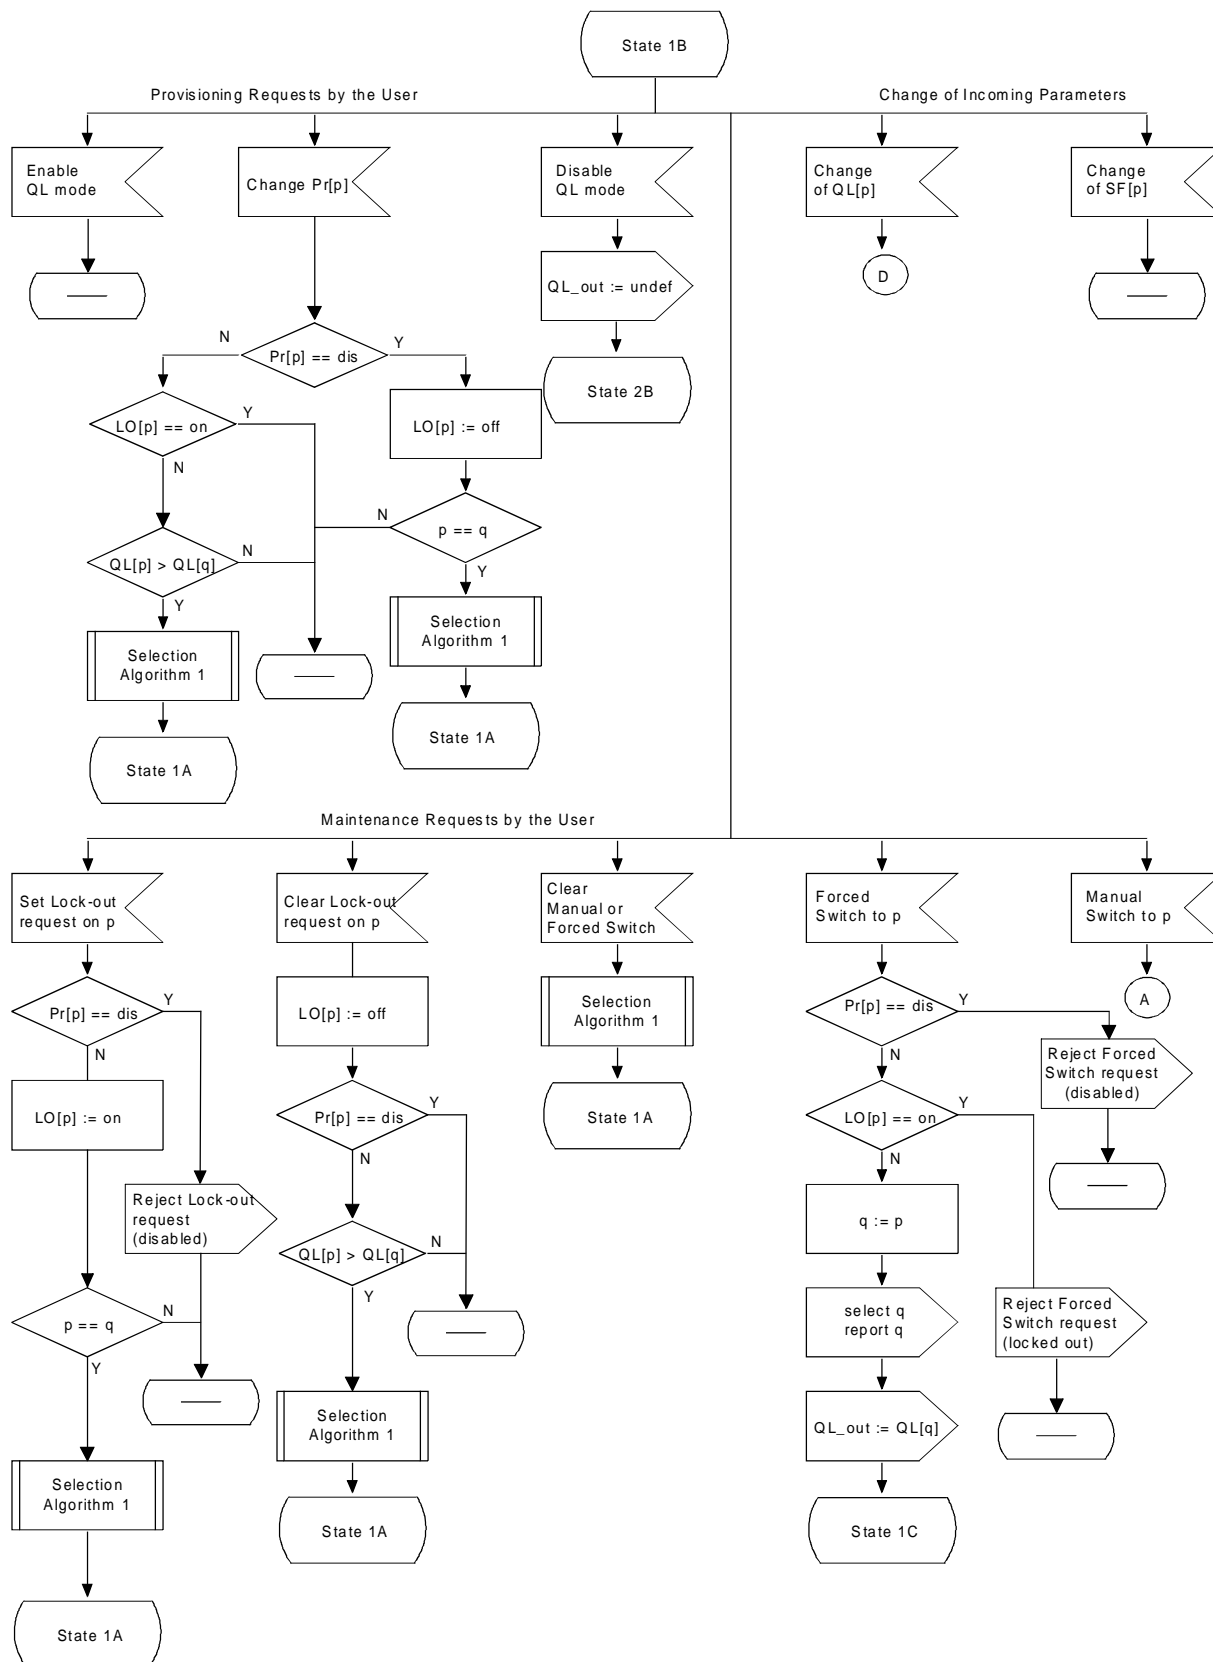 State 1B
Provisioning Requests by the User
Change of Incoming Parameters
Enable
QL mode
Change Pr[p]
Disable
QL mode
Change
of QL[p]
Change
of SF[p]
QL_out := undef
D
N
Pr[p] == dis
Y
State 2B
LO[p] == on
Y
N
LO[p] := off
N
p == q
Y
QL[p] > QL[q]
N
Y
Selection
Algorithm 1
Selection
Algorithm 1
State 1A
State 1A
Maintenance Requests by the User
Set Lock-out
request on p
Clear Lock-out
request on p
Clear
Manual or
Forced Switch
Forced
Switch to p
Manual
Switch to p
Pr[p] == dis
Y
N
LO[p] := off
Selection
Algorithm 1
Pr[p] == dis
Y
N
A
Reject Forced
Switch request
(disabled)
LO[p] := on
Pr[p] == dis
Y
N
State 1A
LO[p] == on
Y
N
Reject Lock-out
request
(disabled)
q := p
QL[p] > QL[q]
N
Y
p == q
N
Y
select q
report q
Reject Forced
Switch request
(locked out)
Selection
Algorithm 1
QL_out := QL[q]
Selection
Algorithm 1
State 1A
State 1C
State 1A